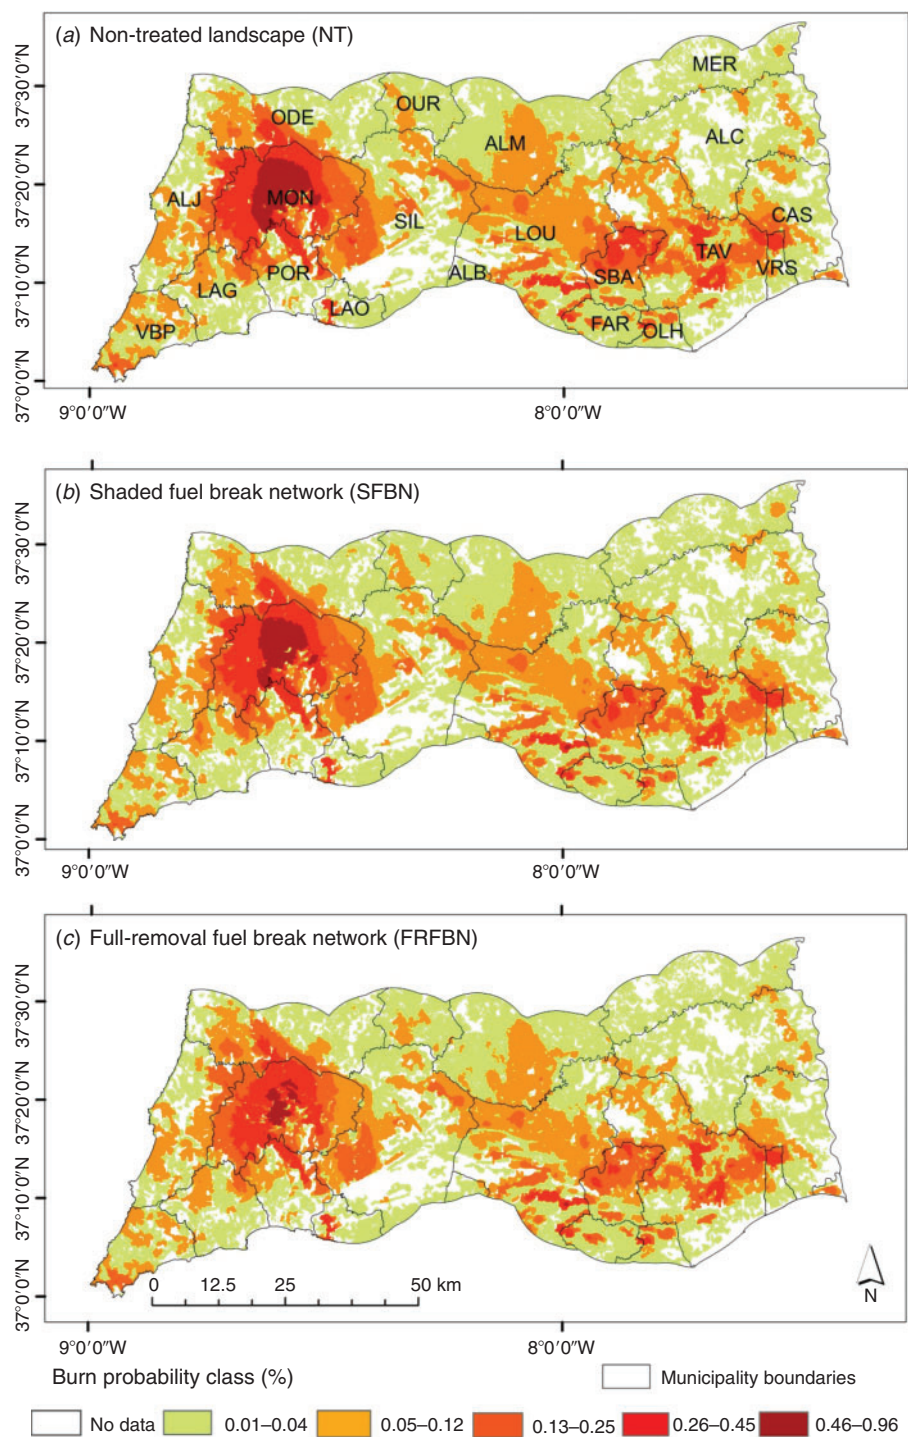 (a) Non-treated landscape (NT)
MER
ODE
OUR
ALM
ALC
ALJ
MON
SIL
LOU
CAS
TAV
POR
ALB
SBA
VRS
LAG
LAO
VBP
FAR
OLH
37°30′0″N
37°20′0″N
37°10′0″N
37°0′0″N
9°0′0″W
8°0′0″W
(b) Shaded fuel break network (SFBN)
37°30′0″N
37°20′0″N
37°10′0″N
37°0′0″N
9°0′0″W
8°0′0″W
(c) Full-removal fuel break network (FRFBN)
37°30′0″N
37°20′0″N
37°10′0″N
37°0′0″N
0 12.5 25 50 km
N
9°0′0″W
8°0′0″W
Burn probability class (%)
Municipality boundaries
No data 0.01–0.04 0.05–0.12 0.13–0.25 0.26–0.45 0.46–0.96